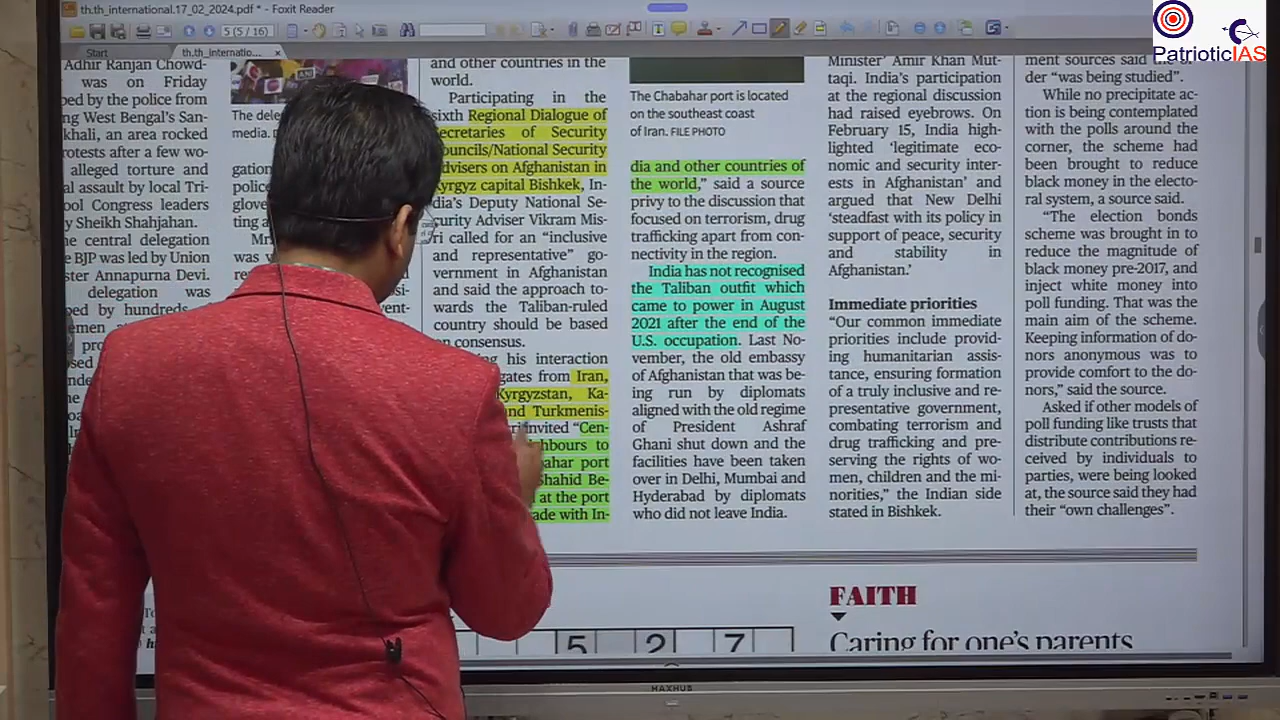 th.th_international.17_02_2024.pdf * - Foxit Reader
5 (5 / 16)
Start
th.th_internatio...
PatrioticIAS
Adhir Ranjan Chowd-
was on Friday
by the police from
West Bengal's San-
khali, an area rocked
rotests after a few wo-
alleged torture and
al assault by local Tri-
Congress leaders
Sheikh Shahjahan.
central delegation
BJP was led by Union
Annapurna Devi.
delegation was
by hundreds
The dele
media.
and other countries in the
world.
Participating in the
sixth Regional Dialogue of
Secretaries of Security
Councils/National Security
Advisers on Afghanistan in
Kyrgyz capital Bishkek, In-
dia's Deputy National Se-
curity Adviser Vikram Mis-
ri called for an "inclusive
and representative" go-
vernment in Afghanistan
and said the approach to-
wards the Taliban-ruled
country should be based
on consensus.
his interaction
gates from Iran,
Kyrgyzstan, Ka-
and Turkmenis-
invited "Cen-
hbours to
ahar port
Shahid Be-
at the port
ade with In-
The Chabahar port is located
on the southeast coast
of Iran. FILE PHOTO
dia and other countries of
the world," said a source
privy to the discussion that
focused on terrorism, drug
trafficking apart from con-
nectivity in the region.
India has not recognised
the Taliban outfit which
came to power in August
2021 after the end of the
U.S. occupation. Last No-
vember, the old embassy
of Afghanistan that was be-
ing run by diplomats
aligned with the old regime
of President Ashraf
Ghani shut down and the
facilities have been taken
over in Delhi, Mumbai and
Hyderabad by diplomats
who did not leave India.
Minister' Amir Khan Mut-
taqi. India's participation
at the regional discussion
had raised eyebrows. On
February 15, India high-
lighted 'legitimate eco-
nomic and security inter-
ests in Afghanistan' and
argued that New Delhi
'steadfast with its policy in
support of peace, security
and stability in
Afghanistan.'
Immediate priorities
"Our common immediate
priorities include provid-
ing humanitarian assis-
tance, ensuring formation
of a truly inclusive and re-
presentative government,
combating terrorism and
drug trafficking and pre-
serving the rights of wo-
men, children and the mi-
norities," the Indian side
stated in Bishkek.
ment sources said the
der "was being studied".
While no precipitate ac-
tion is being contemplated
with the polls around the
corner, the scheme had
been brought to reduce
black money in the electo-
ral system, a source said.
"The election bonds
scheme was brought in to
reduce the magnitude of
black money pre-2017, and
inject white money into
poll funding. That was the
main aim of the scheme.
Keeping information of do-
nors anonymous was to
provide comfort to the do-
nors," said the source.
Asked if other models of
poll funding like trusts that
distribute contributions re-
ceived by individuals to
parties, were being looked
at, the source said they had
their "own challenges".
5 2 7
FAITH
Caring for one's parents
MAXHUB